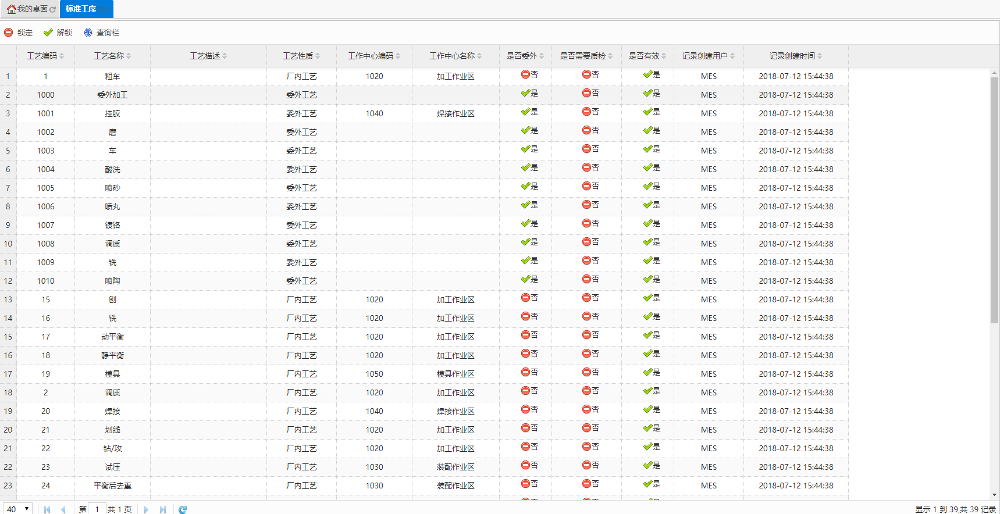 我的桌面 标准工序
锁定 解锁 查询栏
工艺编码 工艺名称 工艺描述 工艺性质 工作中心编码 工作中心名称 是否委外 是否需要质检 是否有效 记录创建用户 记录创建时间
1 1 粗车 厂内工艺 1020 加工作业区 否 否 是 MES 2018-07-12 15:44:38
2 1000 委外加工 委外工艺 是 否 是 MES 2018-07-12 15:44:38
3 1001 挂胶 委外工艺 1040 焊接作业区 是 否 是 MES 2018-07-12 15:44:38
4 1002 磨 委外工艺 是 否 是 MES 2018-07-12 15:44:38
5 1003 车 委外工艺 是 否 是 MES 2018-07-12 15:44:38
6 1004 酸洗 委外工艺 是 否 是 MES 2018-07-12 15:44:38
7 1005 喷砂 委外工艺 是 否 是 MES 2018-07-12 15:44:38
8 1006 喷丸 委外工艺 是 否 是 MES 2018-07-12 15:44:38
9 1007 镀铬 委外工艺 是 否 是 MES 2018-07-12 15:44:38
10 1008 调质 委外工艺 是 否 是 MES 2018-07-12 15:44:38
11 1009 铣 委外工艺 是 否 是 MES 2018-07-12 15:44:38
12 1010 喷陶 委外工艺 是 否 是 MES 2018-07-12 15:44:38
13 15 刨 厂内工艺 1020 加工作业区 否 否 是 MES 2018-07-12 15:44:38
14 16 铣 厂内工艺 1020 加工作业区 否 否 是 MES 2018-07-12 15:44:38
15 17 动平衡 厂内工艺 1020 加工作业区 否 否 是 MES 2018-07-12 15:44:38
16 18 静平衡 厂内工艺 1020 加工作业区 否 否 是 MES 2018-07-12 15:44:38
17 19 模具 厂内工艺 1050 模具作业区 否 否 是 MES 2018-07-12 15:44:38
18 2 调质 厂内工艺 1020 加工作业区 否 否 是 MES 2018-07-12 15:44:38
19 20 焊接 厂内工艺 1040 焊接作业区 否 否 是 MES 2018-07-12 15:44:38
20 21 划线 厂内工艺 1020 加工作业区 否 否 是 MES 2018-07-12 15:44:38
21 22 钻/攻 厂内工艺 1020 加工作业区 否 否 是 MES 2018-07-12 15:44:38
22 23 试压 厂内工艺 1030 装配作业区 否 否 是 MES 2018-07-12 15:44:38
23 24 平衡后去重 厂内工艺 1030 装配作业区 否 否 是 MES 2018-07-12 15:44:38
40 第 1 共 1 页 显示 1 到 39,共 39 记录